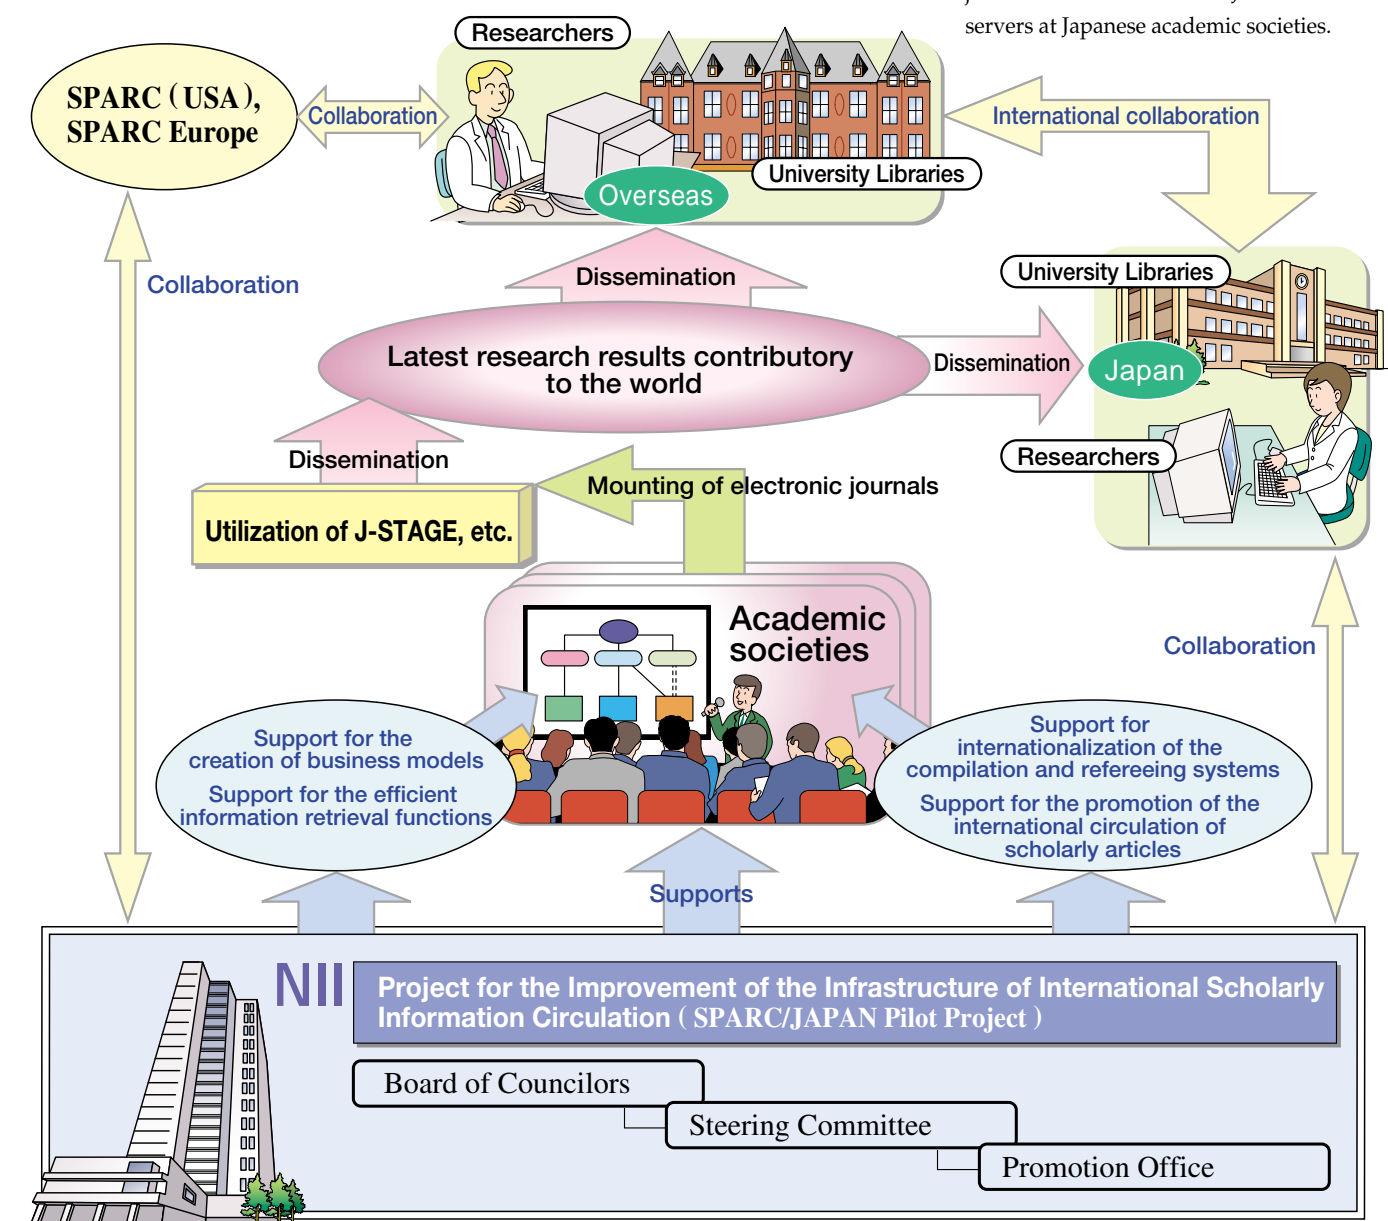 servers at Japanese academic societies.
Researchers
SPARC (USA),
SPARC Europe
Collaboration
International collaboration
University Libraries
Overseas
Collaboration
Dissemination
University Libraries
Latest research results contributory
to the world
Dissemination
Japan
Dissemination
Researchers
Mounting of electronic journals
Utilization of J-STAGE, etc.
Academic
societies
Collaboration
Support for the
creation of business models
Support for the efficient
information retrieval functions
Support for
internationalization of the
compilation and refereeing systems
Support for the promotion of the
international circulation of
scholarly articles
Supports
NII
Project for the Improvement of the Infrastructure of International Scholarly
Information Circulation ( SPARC/JAPAN Pilot Project )
Board of Councilors
Steering Committee
Promotion Office